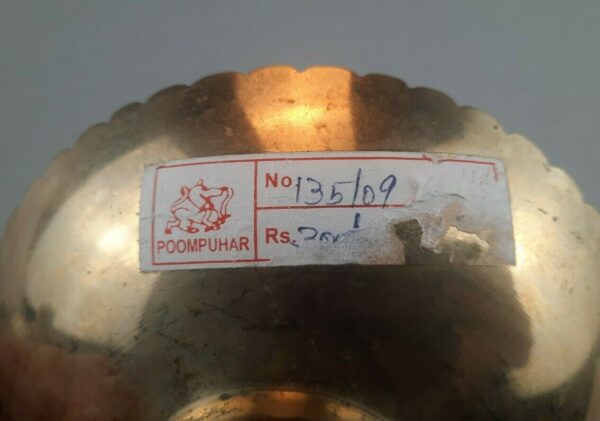 No 135/09
Rs.
POOMPUHAR